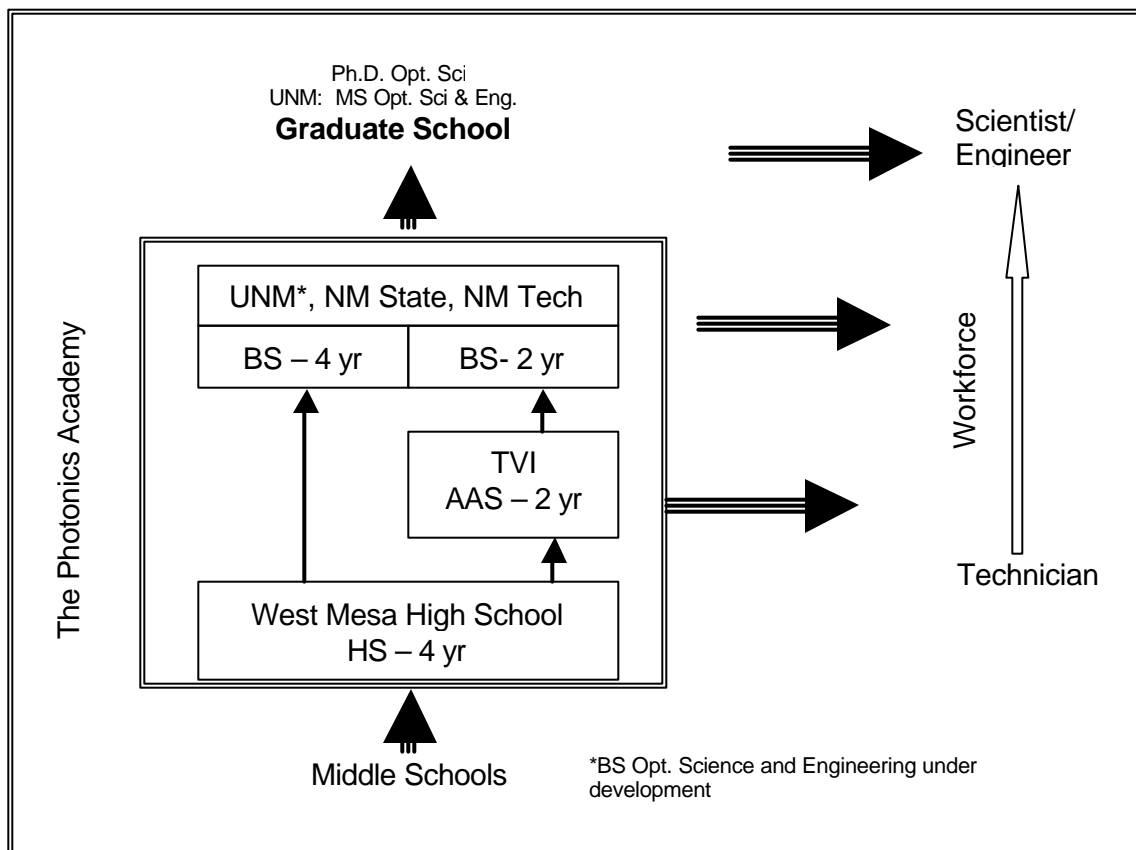 Ph.D. Opt. Sci
UNM: MS Opt. Sci & Eng.
Graduate School
Scientist/
Engineer
The Photonics Academy
UNM*, NM State, NM Tech
BS – 4 yr
BS- 2 yr
TVI
AAS – 2 yr
West Mesa High School
HS – 4 yr
Workforce
Technician
Middle Schools
*BS Opt. Science and Engineering under
development